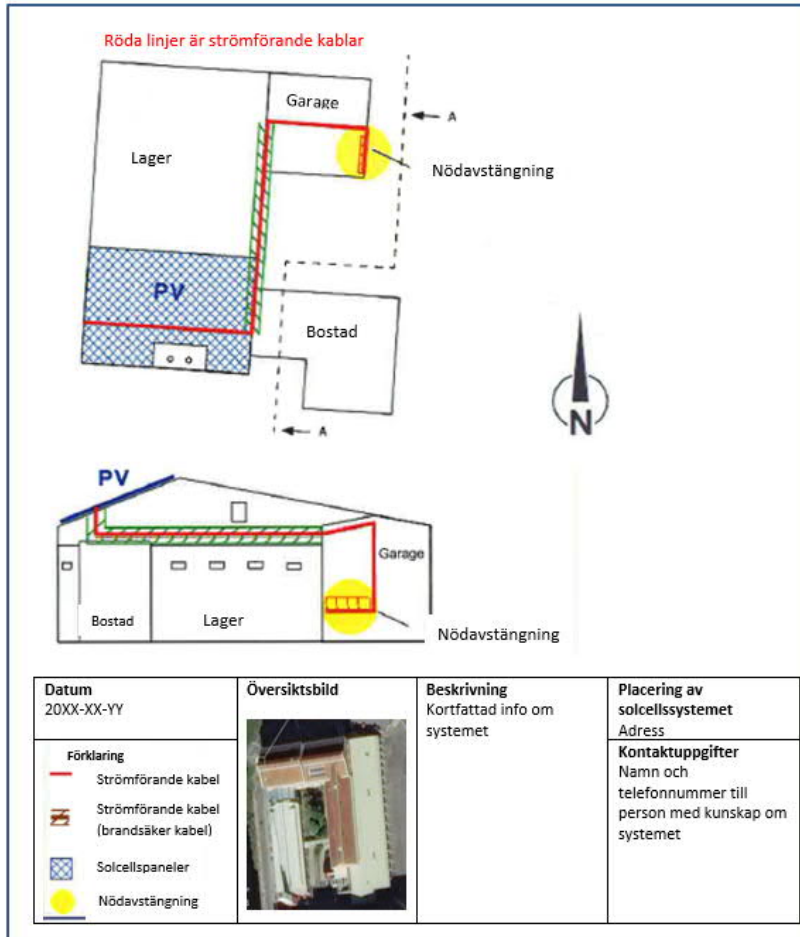 Röda linjer är strömförande kablar
Garage
A
Lager
Nödavstängning
PV
Bostad
A
N
PV
Garage
Bostad
Lager
Nödavstängning
Datum
20XX-XX-YY
Översiktsbild
Beskrivning
Kortfattad info om
systemet
Placering av
solcellssystemet
Adress
Förklaring
Strömförande kabel
Strömförande kabel
(brandsäker kabel)
Solcellspaneler
Nödavstängning
Kontaktuppgifter
Namn och
telefonnummer till
person med kunskap om
systemet